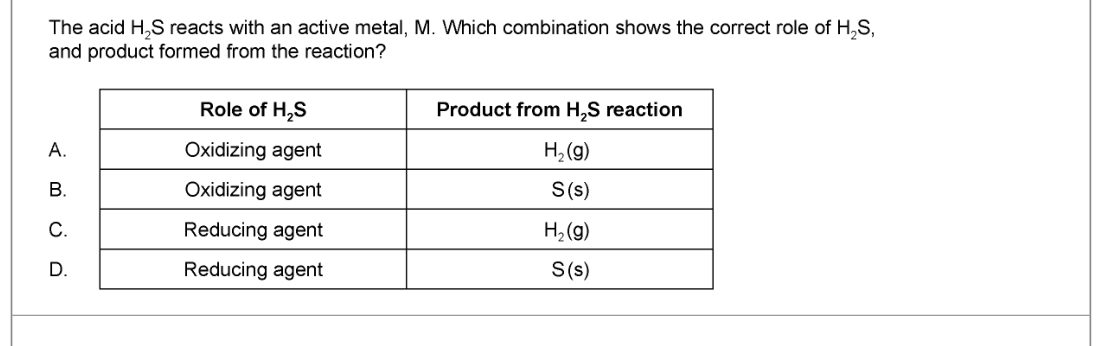 The acid H₂S reacts with an active metal, M. Which combination shows the correct role of H₂S,
and product formed from the reaction?
Role of H₂S Product from H₂S reaction
A. Oxidizing agent H₂(g)
B. Oxidizing agent S(s)
C. Reducing agent H₂(g)
D. Reducing agent S(s)